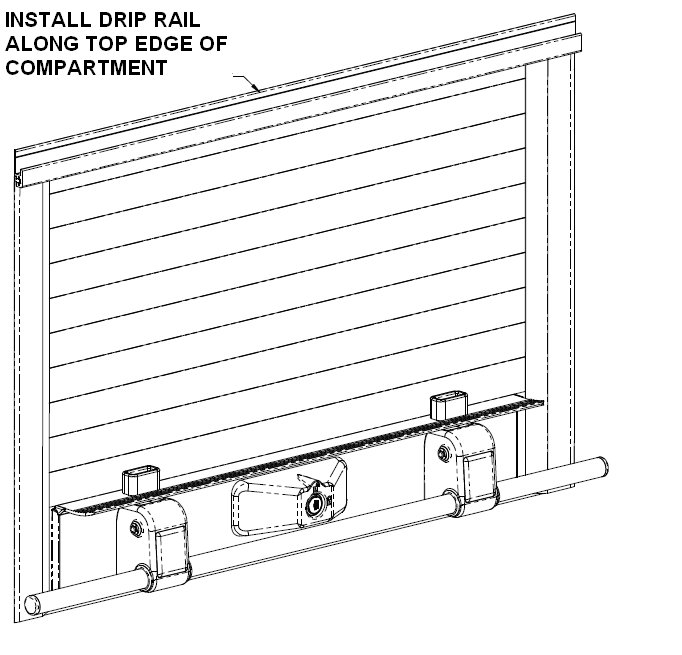 INSTALL DRIP RAIL
ALONG TOP EDGE OF
COMPARTMENT